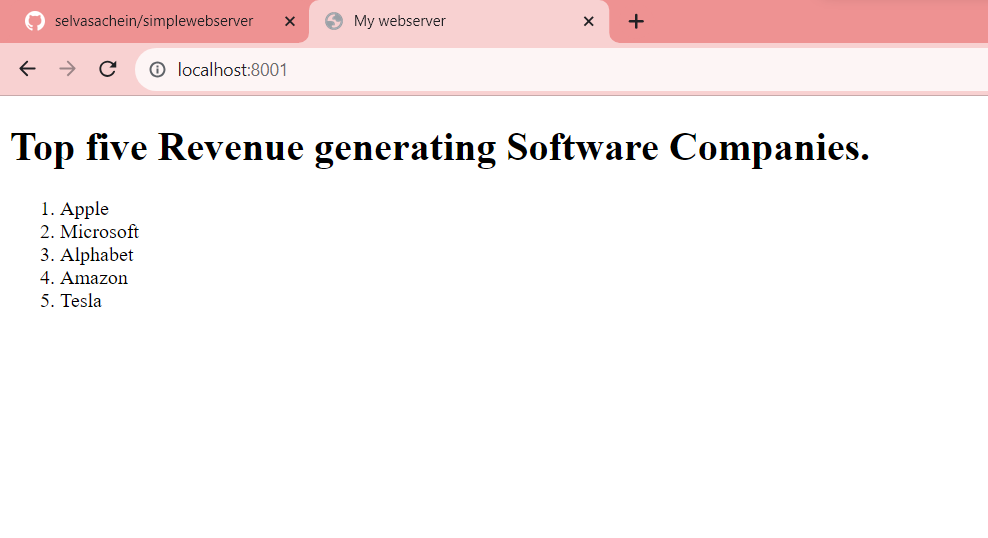 selvasachein/simplewebserver
My webserver
localhost:8001
Top five Revenue generating Software Companies.
1. Apple
2. Microsoft
3. Alphabet
4. Amazon
5. Tesla